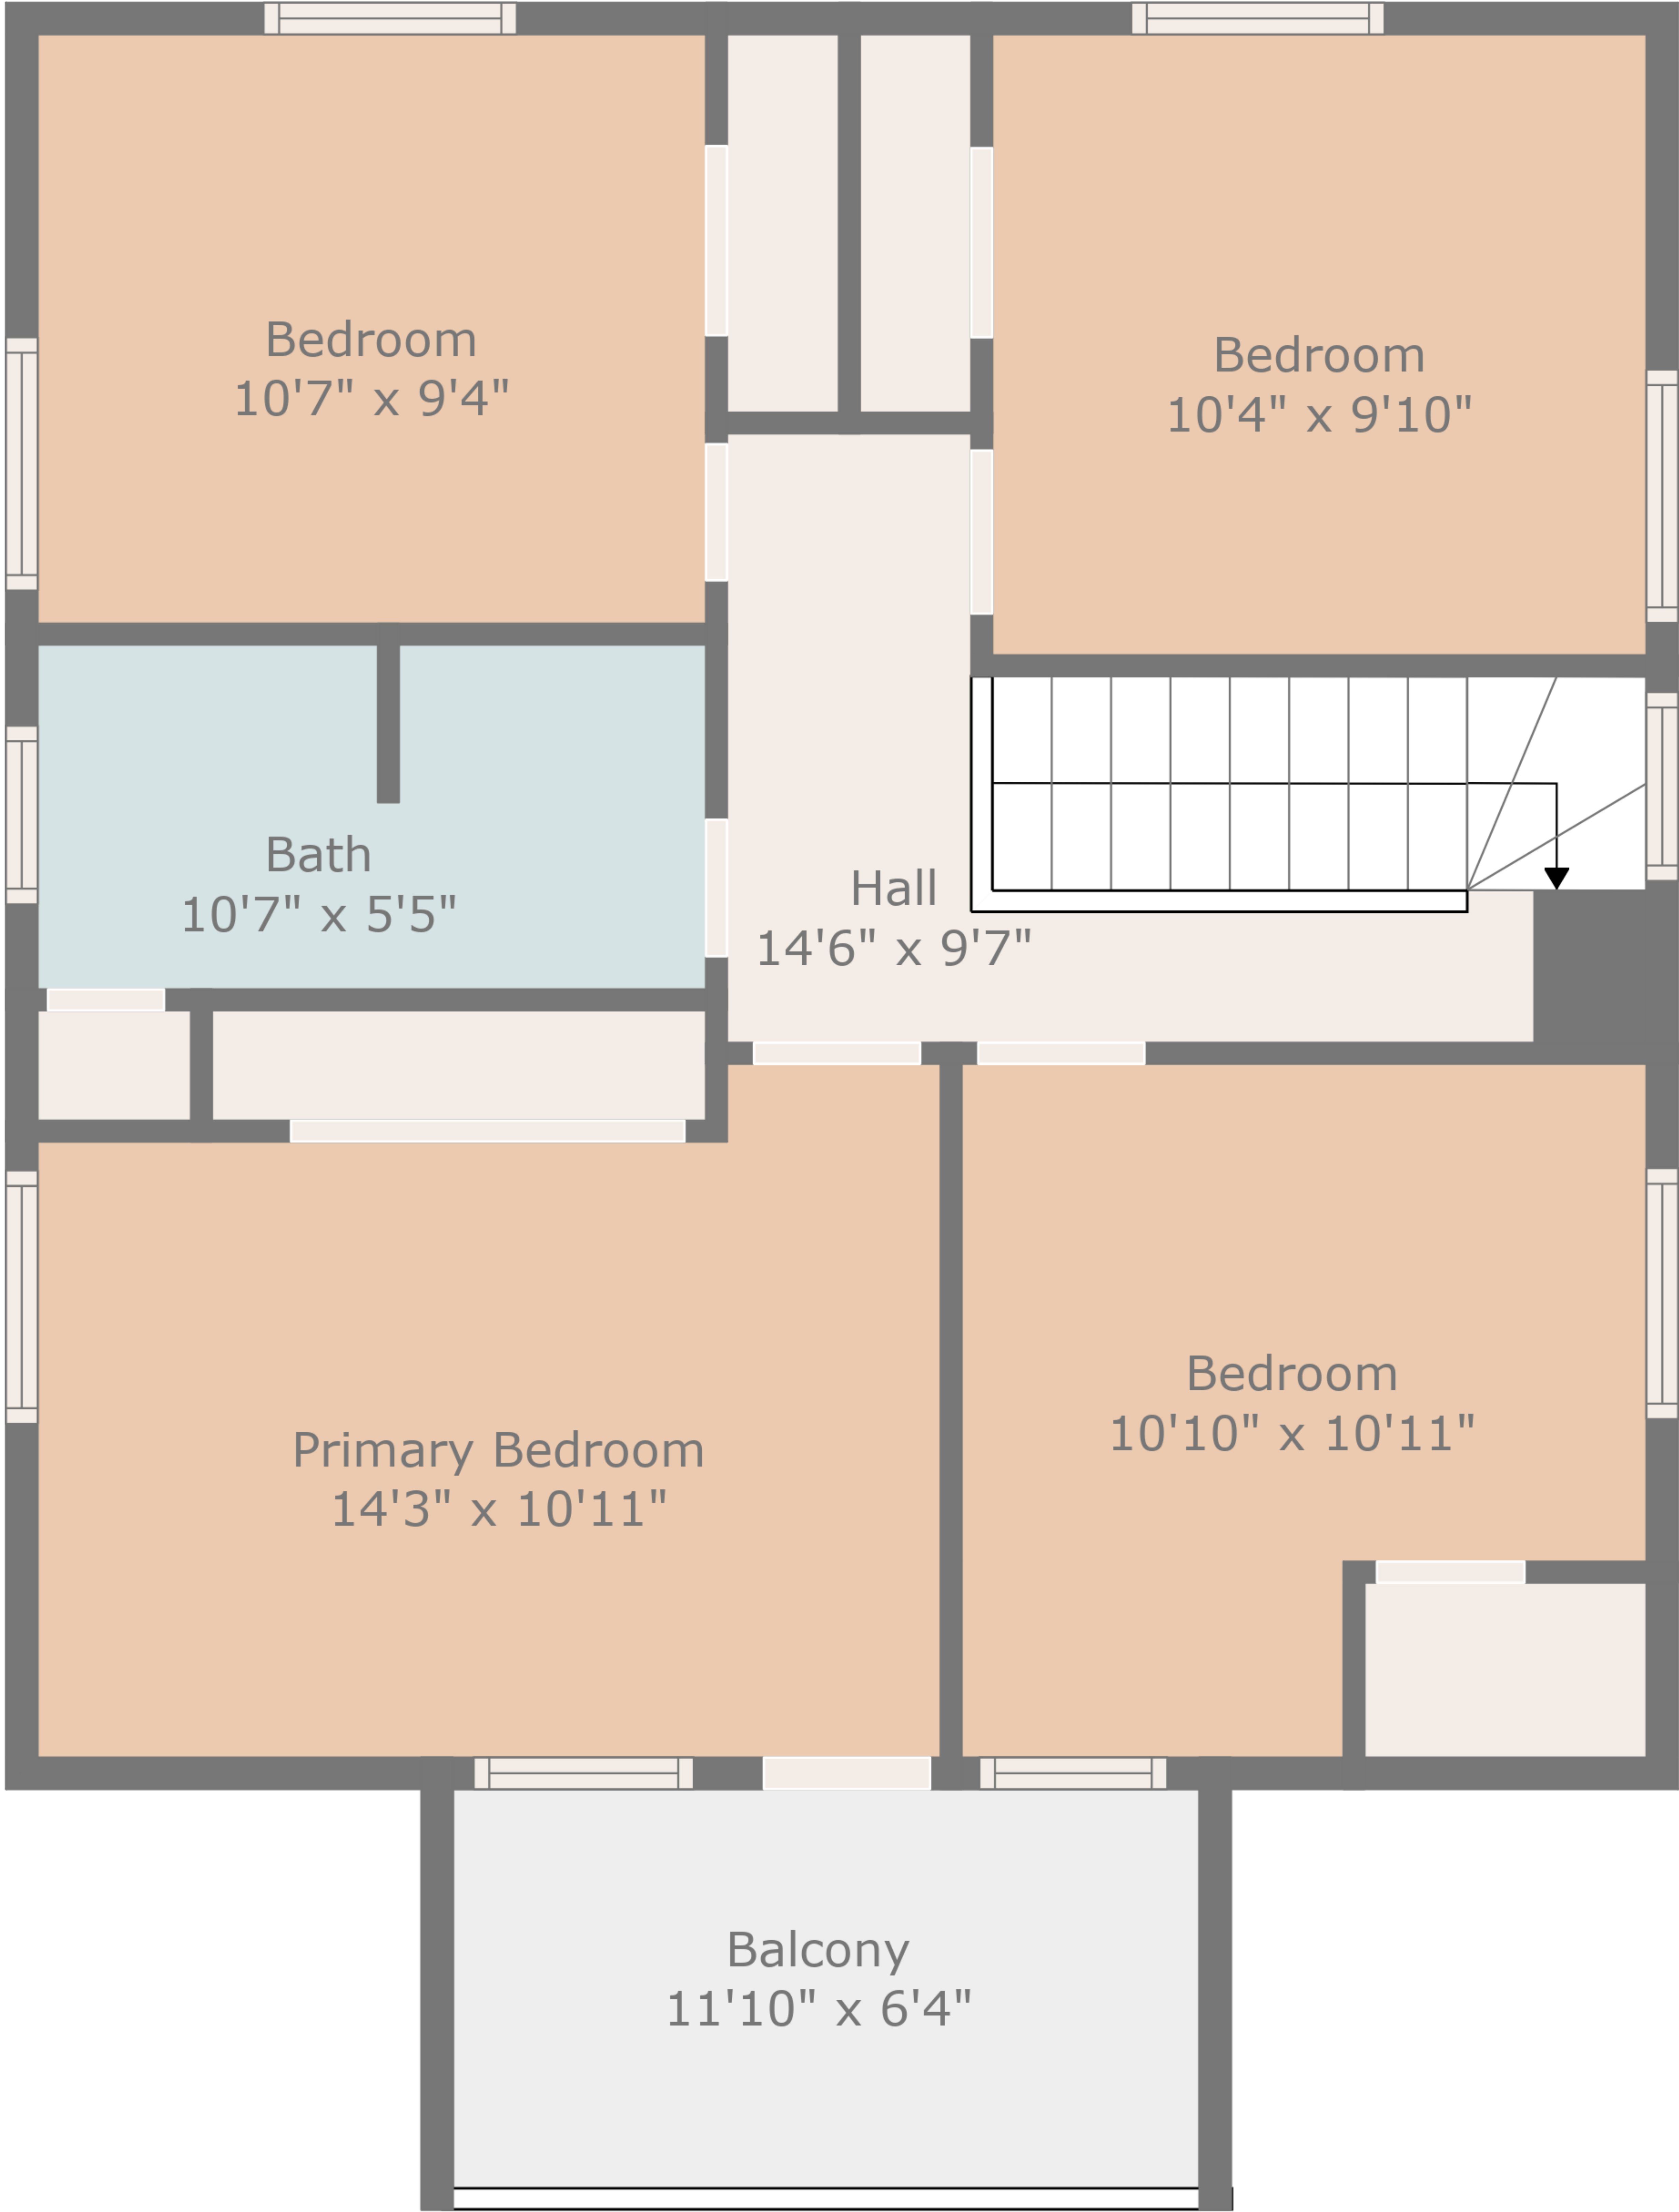 Bedroom
10'7" x 9'4"
Bedroom
10'4" x 9'10"
Bath
10'7" x 5'5"
Hall
14'6" x 9'7"
Bedroom
10'10" x 10'11"
Primary Bedroom
14'3" x 10'11"
Balcony
11'10" x 6'4"